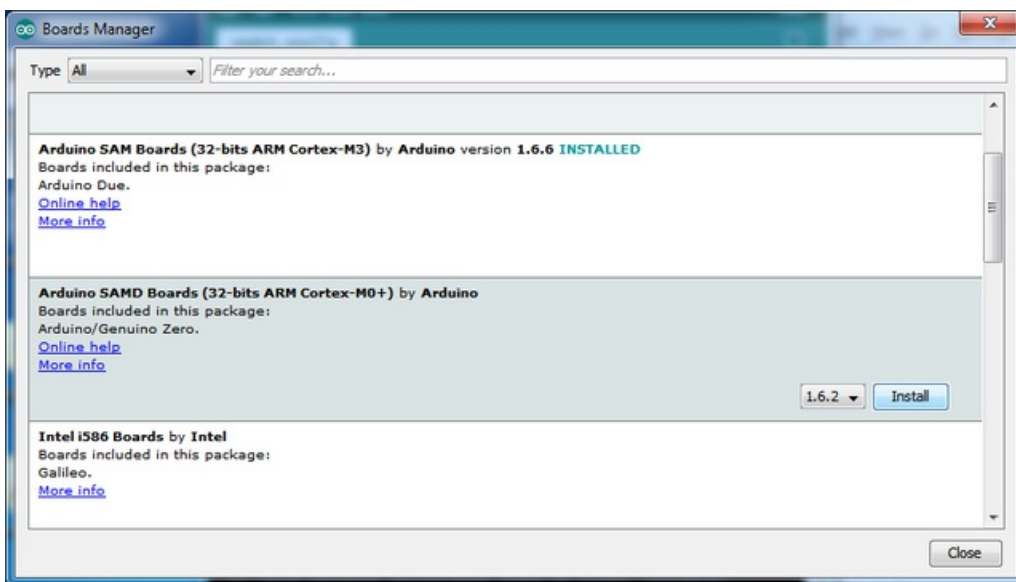 Boards Manager
Type All Filter your search...
Arduino SAM Boards (32-bits ARM Cortex-M3) by Arduino version 1.6.6 INSTALLED
Boards included in this package:
Arduino Due.
Online help
More info
Arduino SAMD Boards (32-bits ARM Cortex-M0+) by Arduino
Boards included in this package:
Arduino/Genuino Zero.
Online help
More info
1.6.2 Install
Intel i586 Boards by Intel
Boards included in this package:
Galileo.
More info
Close